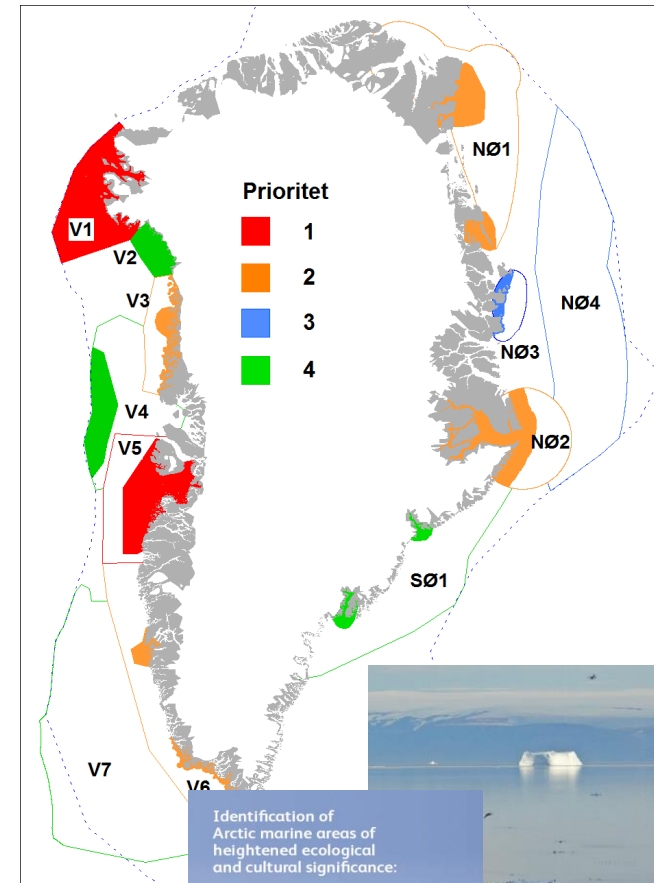 NØ1
Prioritet
1
V1
2
V2
V3
3
NØ4
4
NØ3
V4
V5
NØ2
SØ1
V7
V6
Identification of
Arctic marine areas of
heightened ecological
and cultural significance: